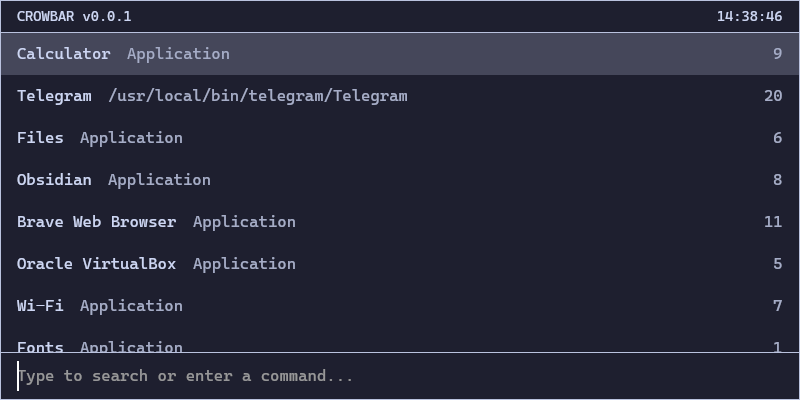 CROWBAR v0.0.1 14:38:46
Calculator Application 9
Telegram /usr/local/bin/telegram/Telegram 20
Files Application 6
Obsidian Application 8
Brave Web Browser Application 11
Oracle VirtualBox Application 5
Wi-Fi Application 7
Fonts Application 1
Type to search or enter a command...